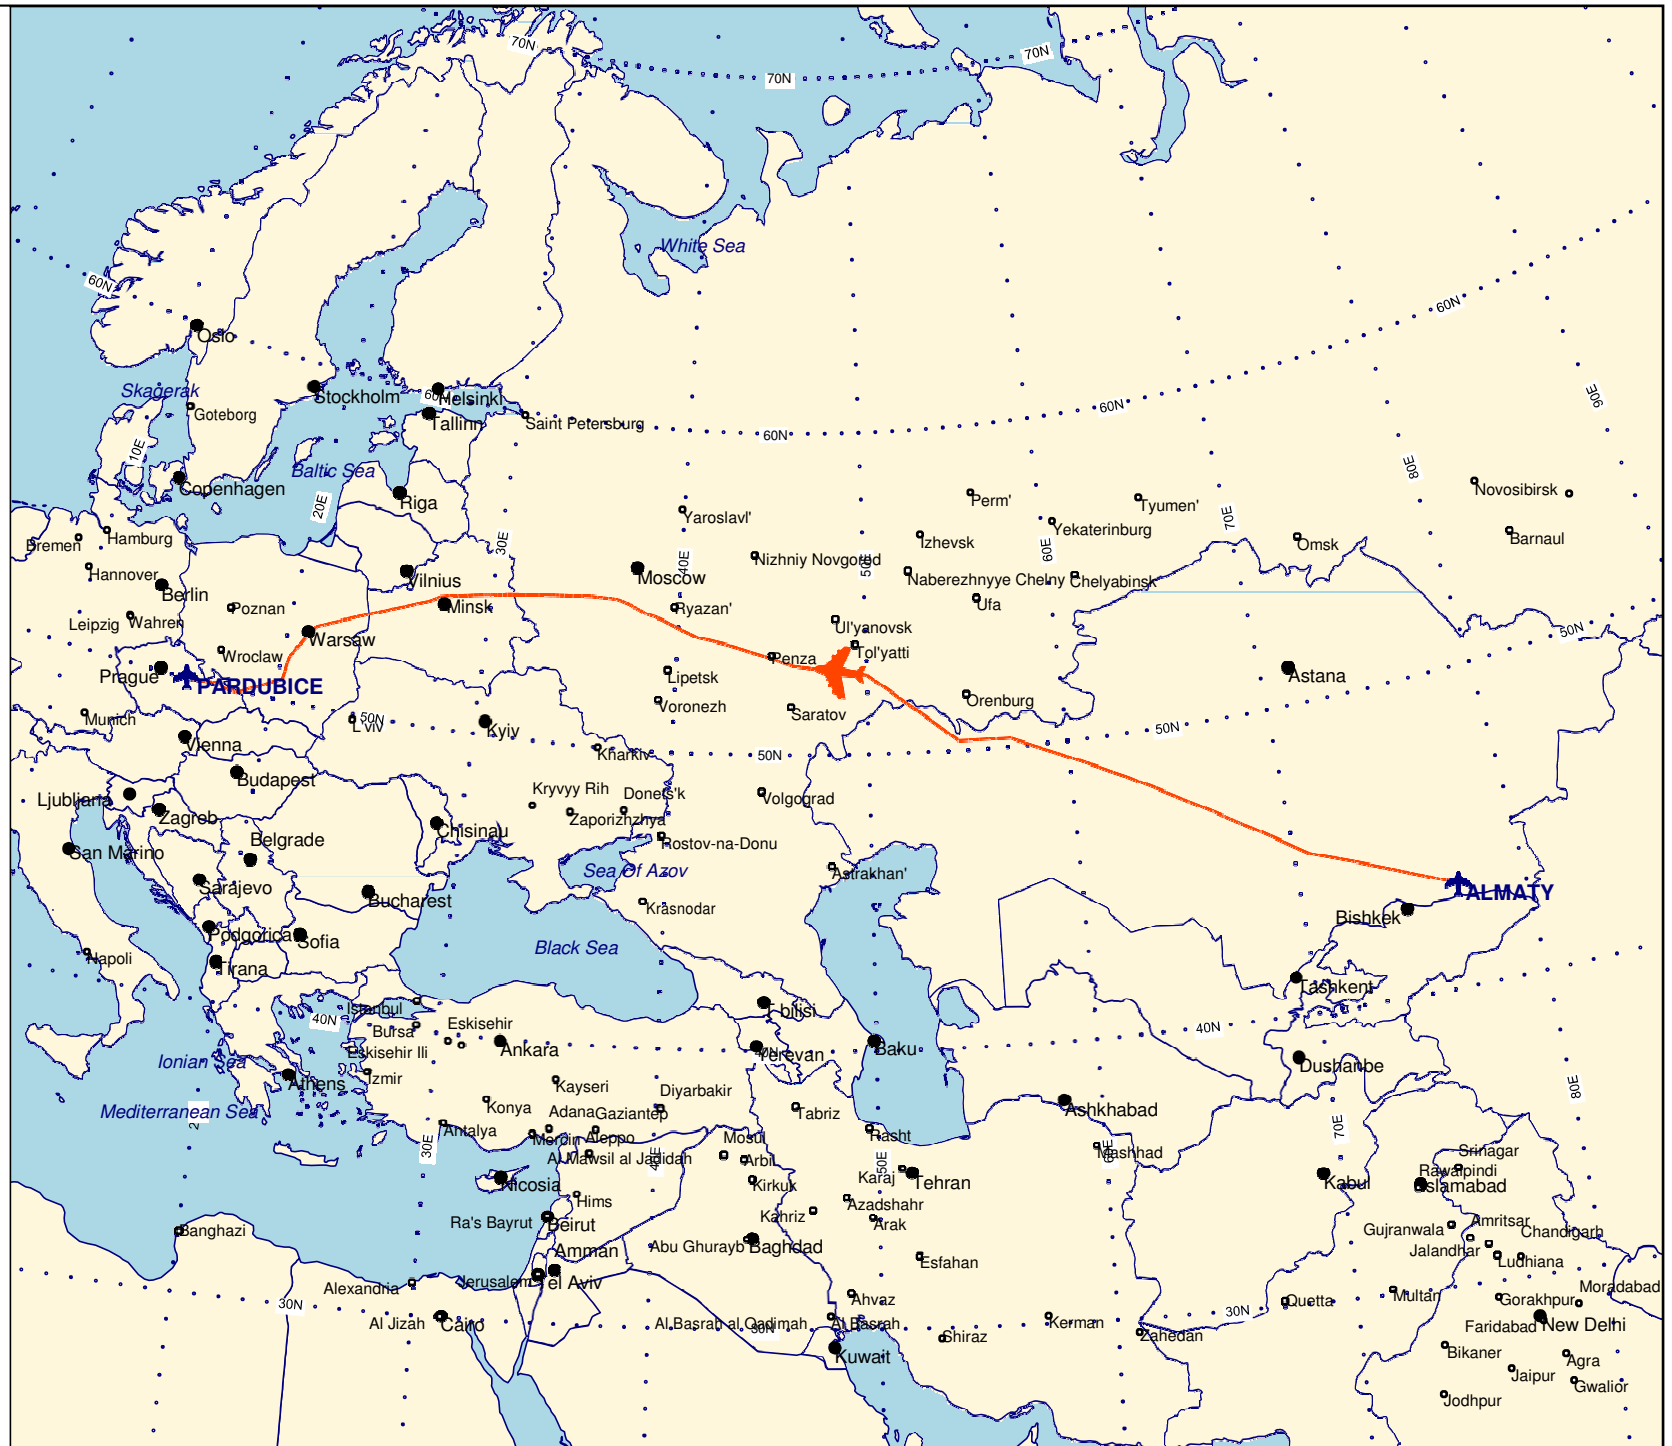 70N
70N
70N
White Sea
60N
60N
Oslo
Skagerak
Stockholm
60N
Helsinki
Goteborg
Tallinn
Saint Petersburg
60N
60N
90E
10E
Baltic Sea
80E
Copenhagen
20E
Riga
Perm'
Tyumen'
Novosibirsk
Yaroslavl'
70E
Bremen
Hamburg
30E
Izhevsk
Yekaterinburg
60E
Omsk
Barnaul
Hannover
Vilnius
Moscow
40E
Nizhniy Novgorod
50E
Naberezhnyye Chelny
Chelyabinsk
Berlin
Poznan
Minsk
Ryazan'
Ufa
Leipzig
Wahren
Warsaw
Ul'yanovsk
50N
Wroclaw
Penza
Tol'yatti
Prague
PARDUBICE
Lipetsk
Astana
Munich
L'viv
50N
Kyiv
Voronezh
Saratov
Orenburg
50N
Vienna
Kharkiv
50N
Budapest
Ljubljana
Kryvyy Rih
Donets'k
Volgograd
Zagreb
Chisinau
Zaporizhzhya
San Marino
Belgrade
Rostov-na-Donu
Sarajevo
Sea Of Azov
Astrakhan'
Bucharest
Krasnodar
ALMATY
Bishkek
Podgorica
Sofia
Black Sea
Napoli
Tirana
Tashkent
Istanbul
T'bilisi
40N
Bursa
Eskisehir
40N
Ionian Sea
Eskisehir Ili
Ankara
Yerevan
40N
Baku
Athens
Izmir
Kayseri
Dushanbe
80E
Mediterranean Sea
Konya
Adana
Gaziantep
Diyarbakir
Tabriz
Ashkhabad
2
Antalya
Mercin
Aleppo
Mosul
Rasht
70E
30E
Al Mawsil al Jadidah
40E
Arbil
50E
60E
Mashhad
Srinagar
Nicosia
Kirkuk
Karaj
Tehran
Kabul
Rawalpindi
Islamabad
Hims
Azadshahr
Ra's Bayrut
Beirut
Kahriz
Arak
Gujranwala
Amritsar
Chandigarh
Banghazi
Amman
Abu Ghurayb
Baghdad
Esfahan
Jalandhar
Ludhiana
Alexandria
Jerusalem
Tel Aviv
Moradabad
30N
Ahvaz
30N
Quetta
Multan
Gorakhpur
Al Jizah
Cairo
Al Basrah al Qadimah
30N
Al Basrah
Kerman
Faridabad
New Delhi
Kuwait
Shiraz
Zahedan
Bikaner
Agra
Jaipur
Gwalior
Jodhpur